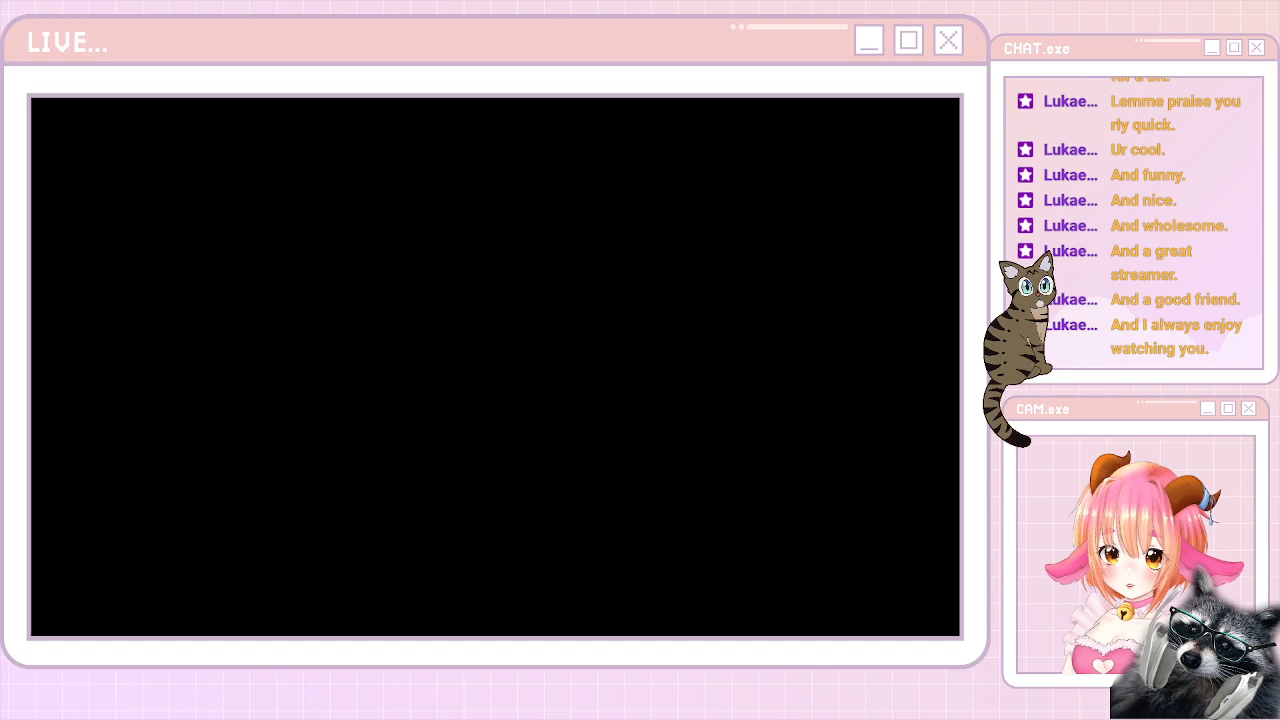 LIVE...
CHAT.exe
Lukae... Lemme praise you
rly quick.
Lukae... Ur cool.
Lukae... And funny.
Lukae... And nice.
Lukae... And wholesome.
Lukae... And a great
streamer.
ukae... And a good friend.
ukae... And I always enjoy
watching you.
CAM.exe